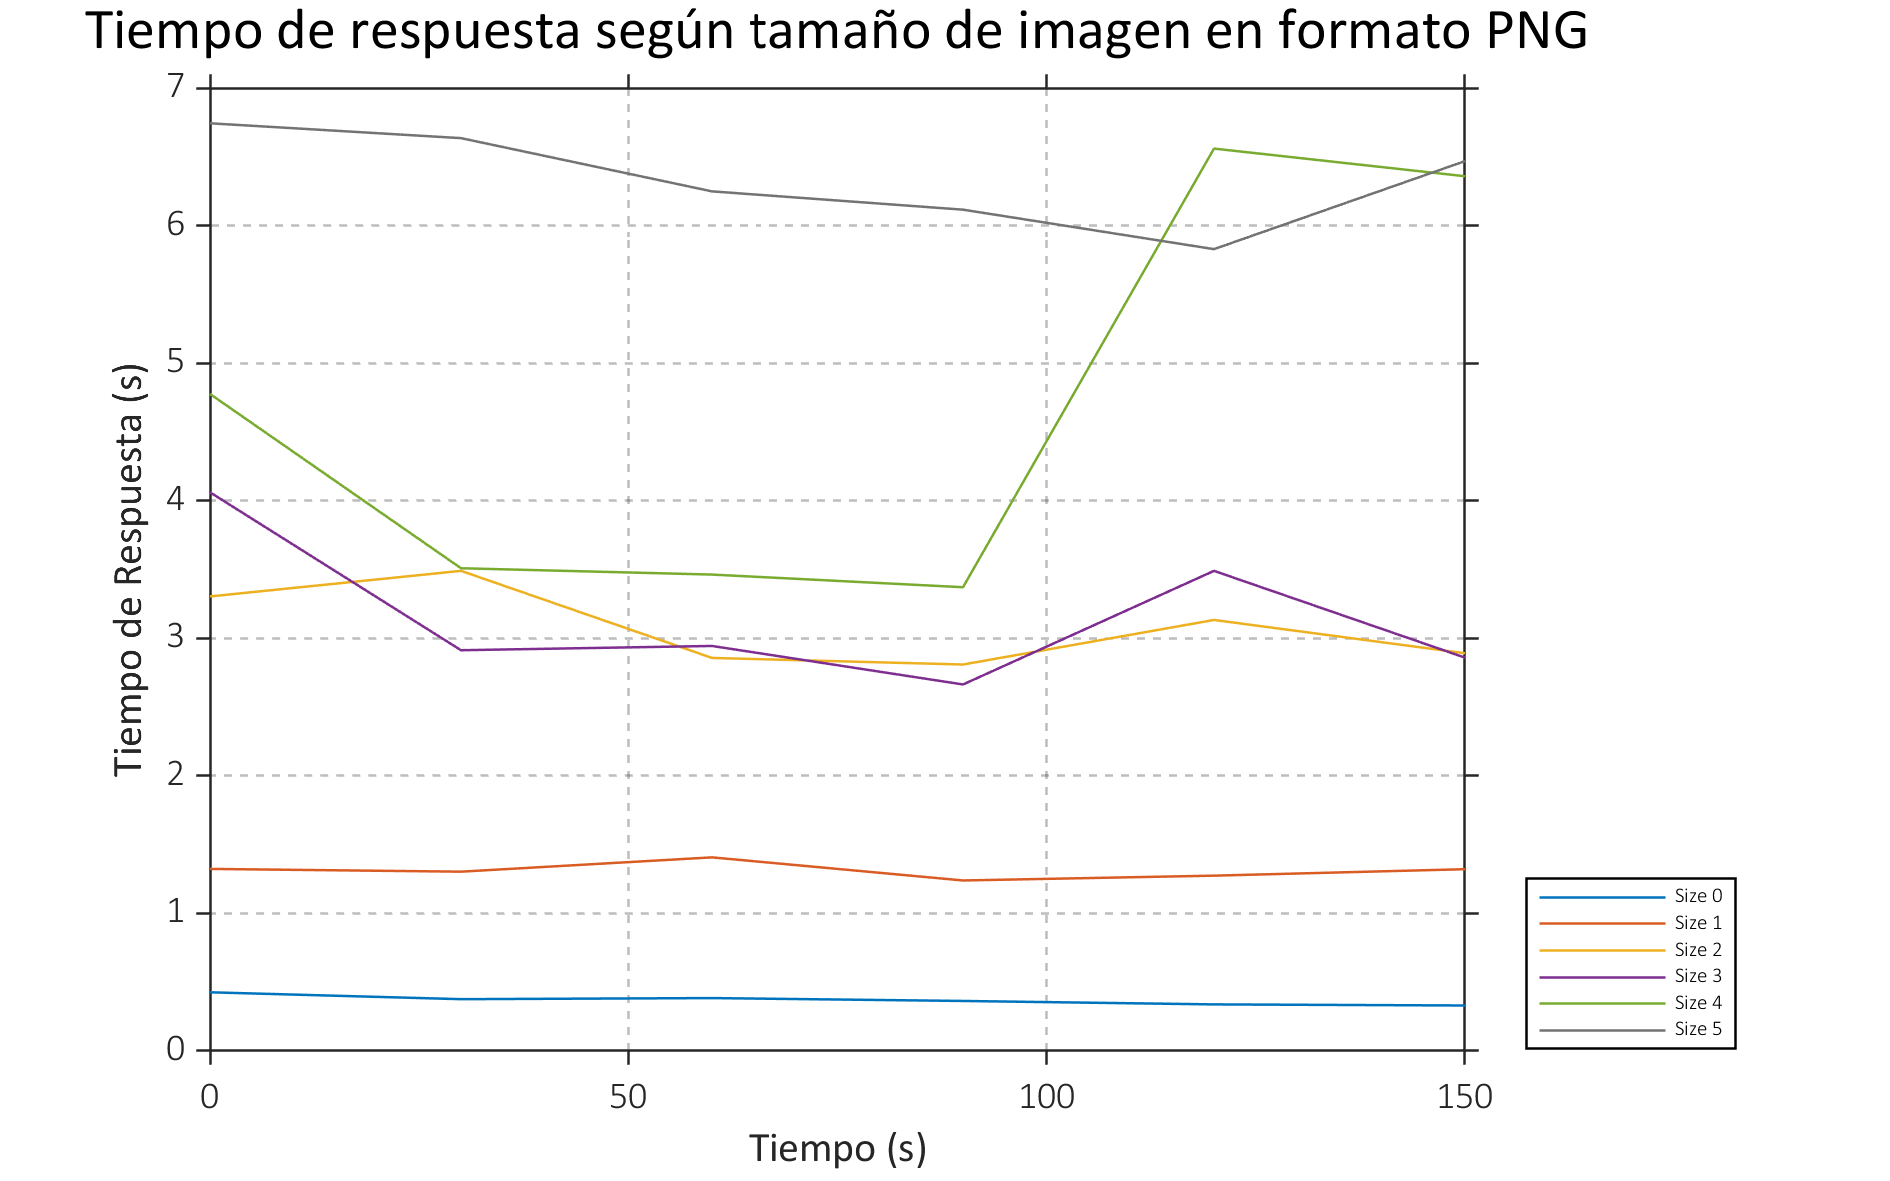 Tiempo de respuesta según tamaño de imagen en formato PNG
7
6
5
4
3
2
1
0
Tiempo de Respuesta (s)
0 50 100 150
Tiempo (s)
Size 0
Size 1
Size 2
Size 3
Size 4
Size 5